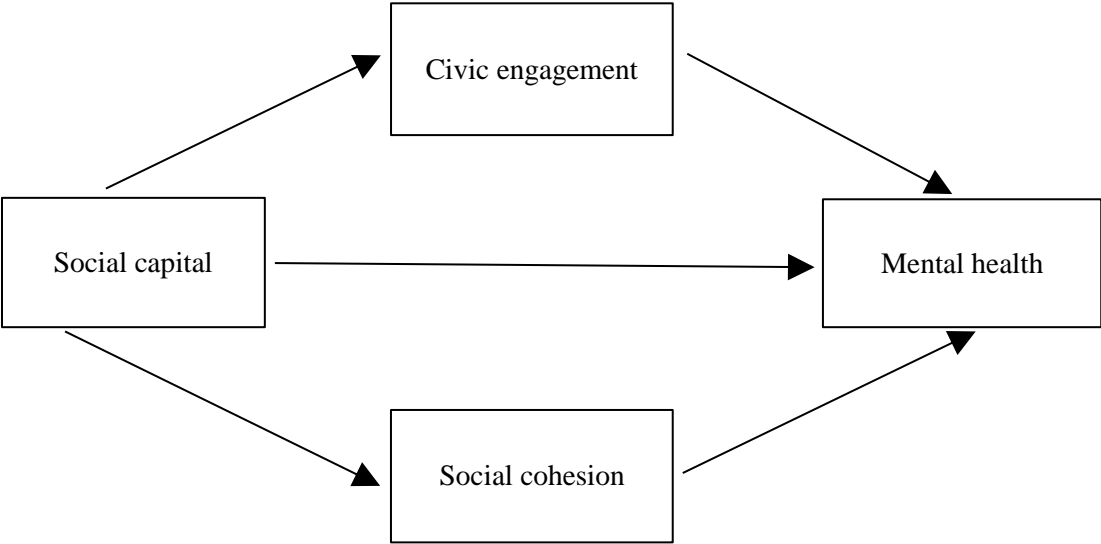 Civic engagement
Social capital
Mental health
Social cohesion